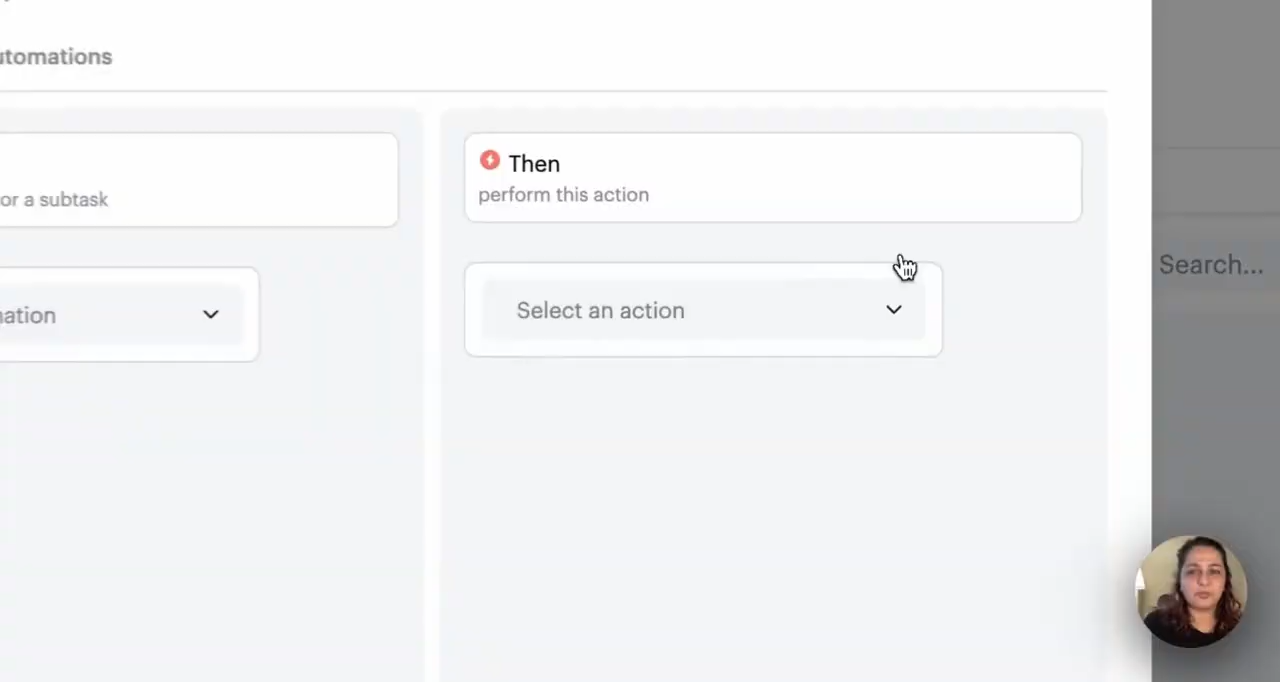 utomations
or a subtask
Then
perform this action
Search...
Select an action
nation